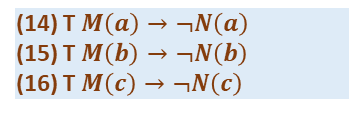 (14) T M(a) → ¬N(a)
(15) T M(b) → ¬N(b)
(16) T M(c) → ¬N(c)